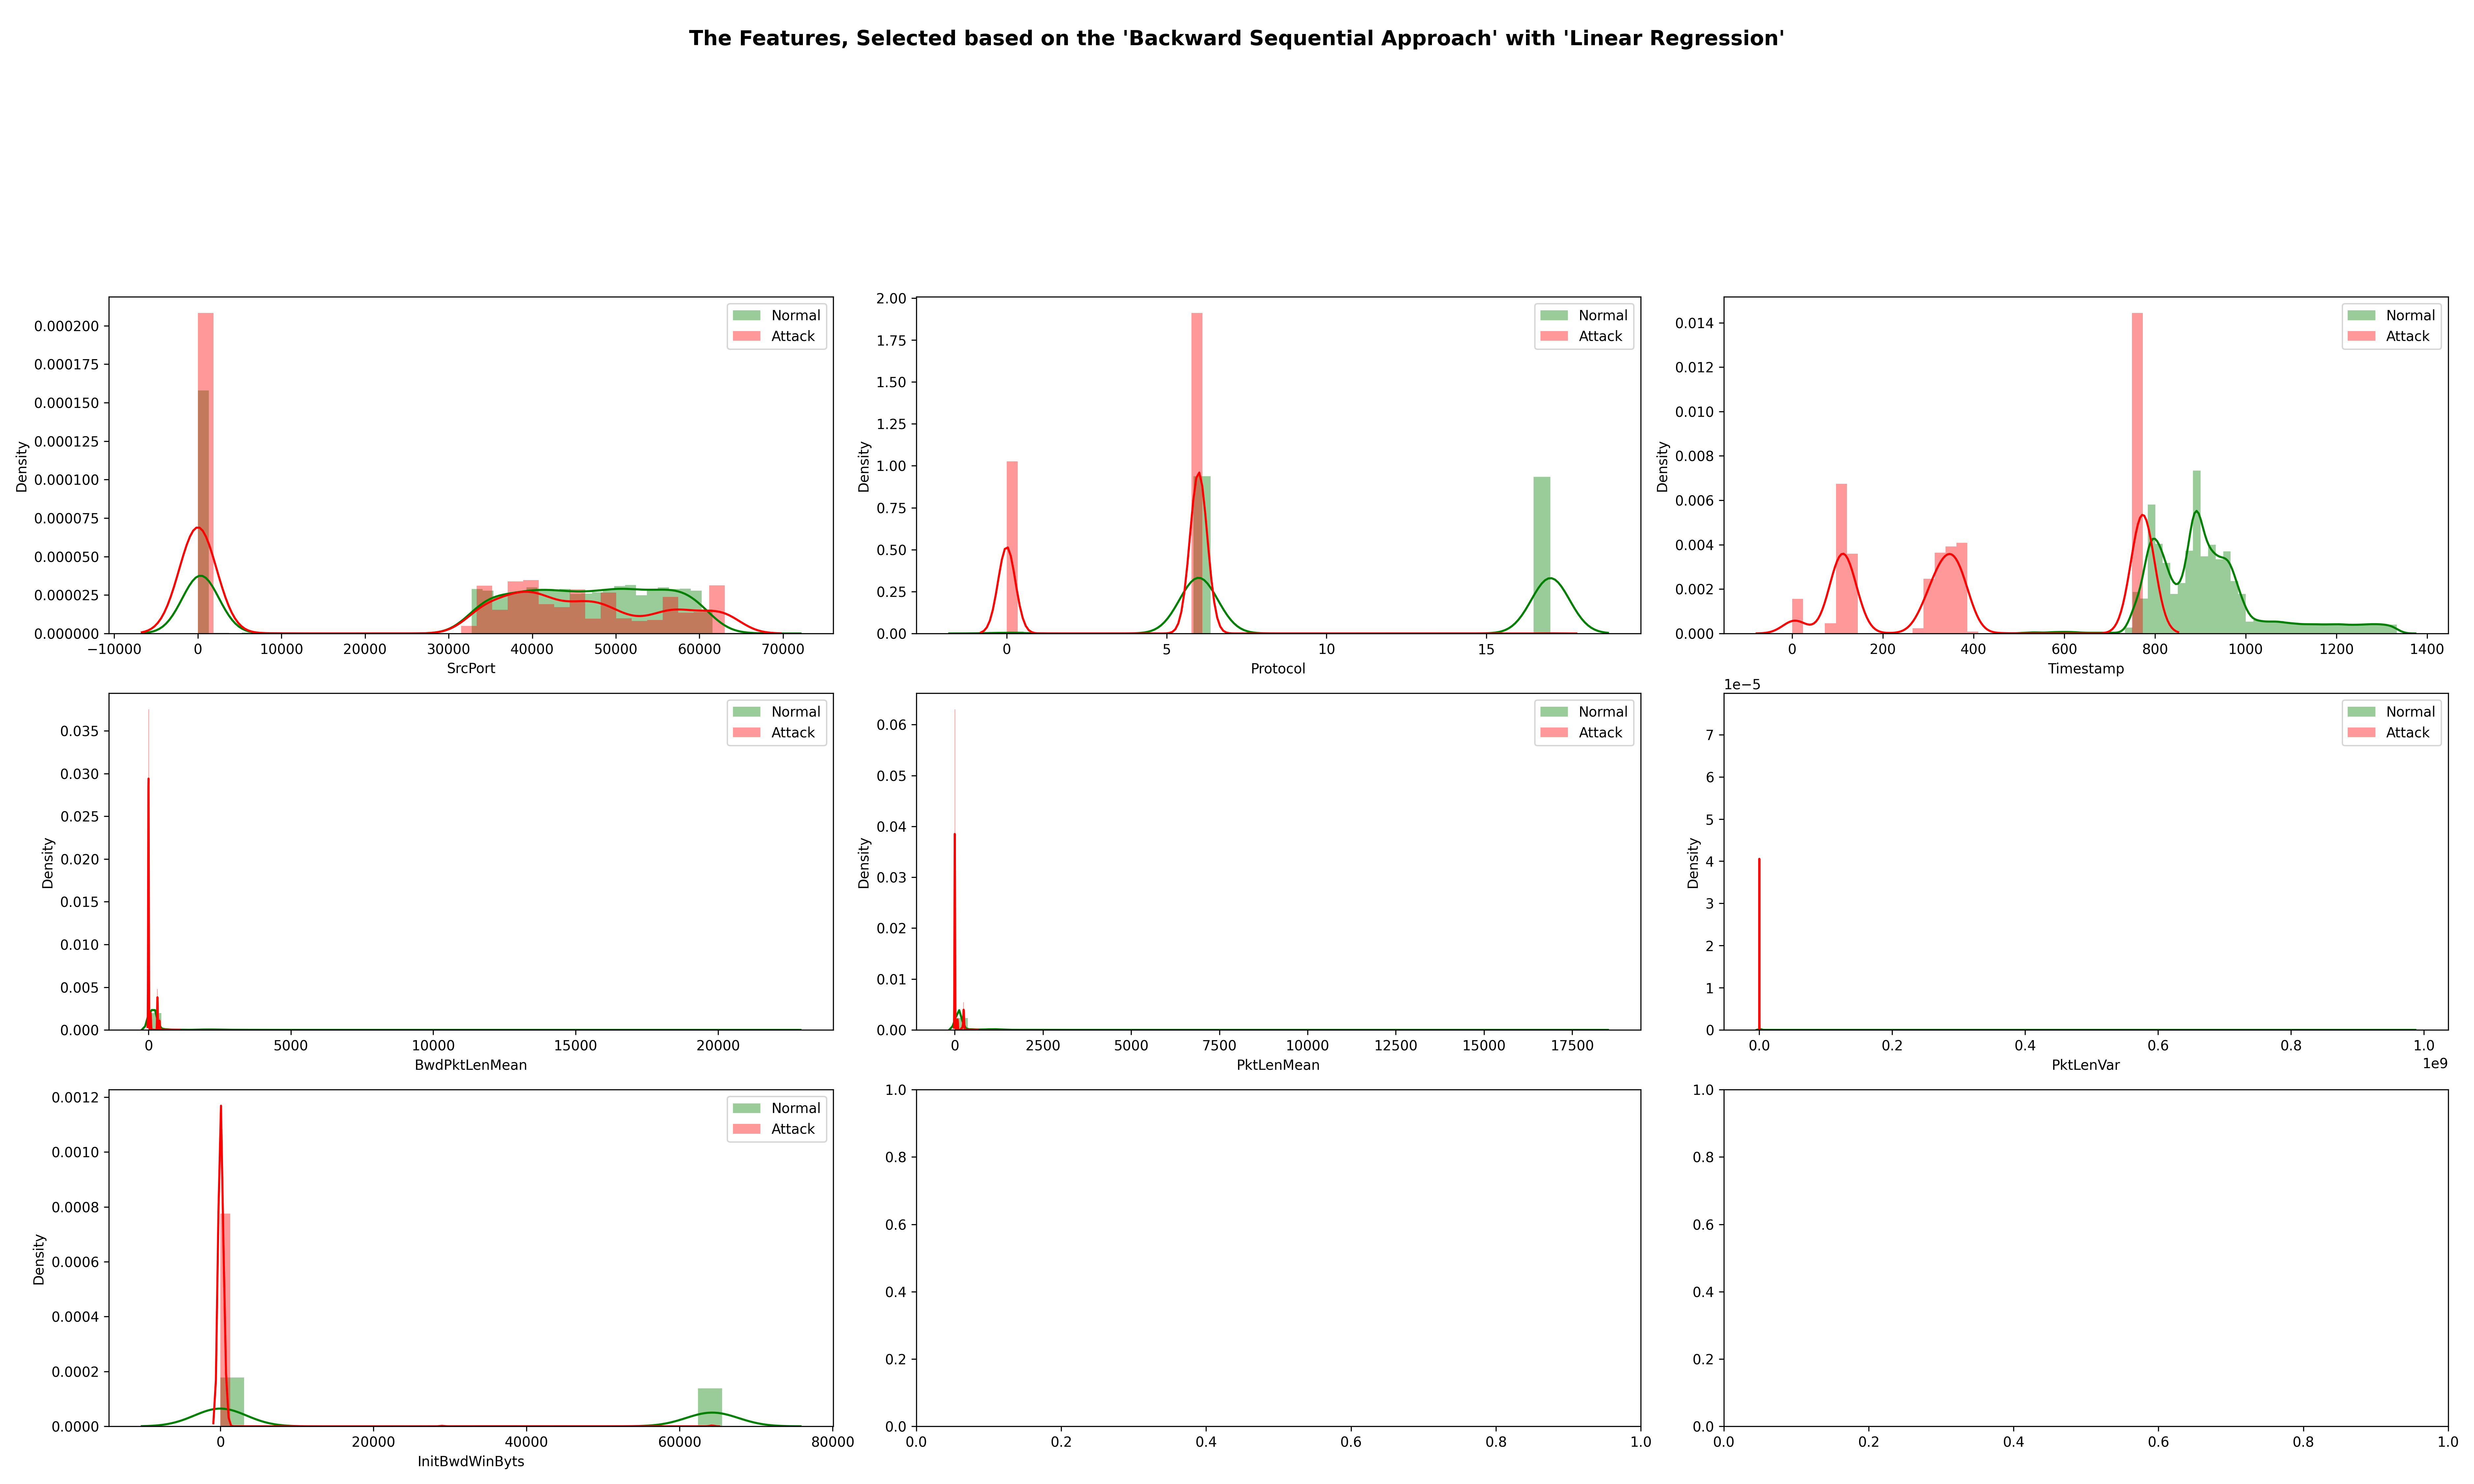 The Features, Selected based on the 'Backward Sequential Approach' with 'Linear Regression'
Density
0.000200
0.000175
0.000150
0.000125
0.000100
0.000075
0.000050
0.000025
0.000000
Normal
Attack
−10000 0 10000 20000 30000 40000 50000 60000 70000
SrcPort
Density
2.00
1.75
1.50
1.25
1.00
0.75
0.50
0.25
0.00
Normal
Attack
0 5 10 15
Protocol
Density
0.014
0.012
0.010
0.008
0.006
0.004
0.002
0.000
Normal
Attack
0 200 400 600 800 1000 1200 1400
Timestamp
Density
0.035
0.030
0.025
0.020
0.015
0.010
0.005
0.000
Normal
Attack
0 5000 10000 15000 20000
BwdPktLenMean
Density
0.06
0.05
0.04
0.03
0.02
0.01
0.00
Normal
Attack
0 2500 5000 7500 10000 12500 15000 17500
PktLenMean
1e−5
Density
7
6
5
4
3
2
1
0
Normal
Attack
0.0 0.2 0.4 0.6 0.8 1.0
PktLenVar
1e9
Density
0.0012
0.0010
0.0008
0.0006
0.0004
0.0002
0.0000
Normal
Attack
0 20000 40000 60000 80000
InitBwdWinByts
1.0
0.8
0.6
0.4
0.2
0.0
0.0 0.2 0.4 0.6 0.8 1.0
1.0
0.8
0.6
0.4
0.2
0.0
0.0 0.2 0.4 0.6 0.8 1.0